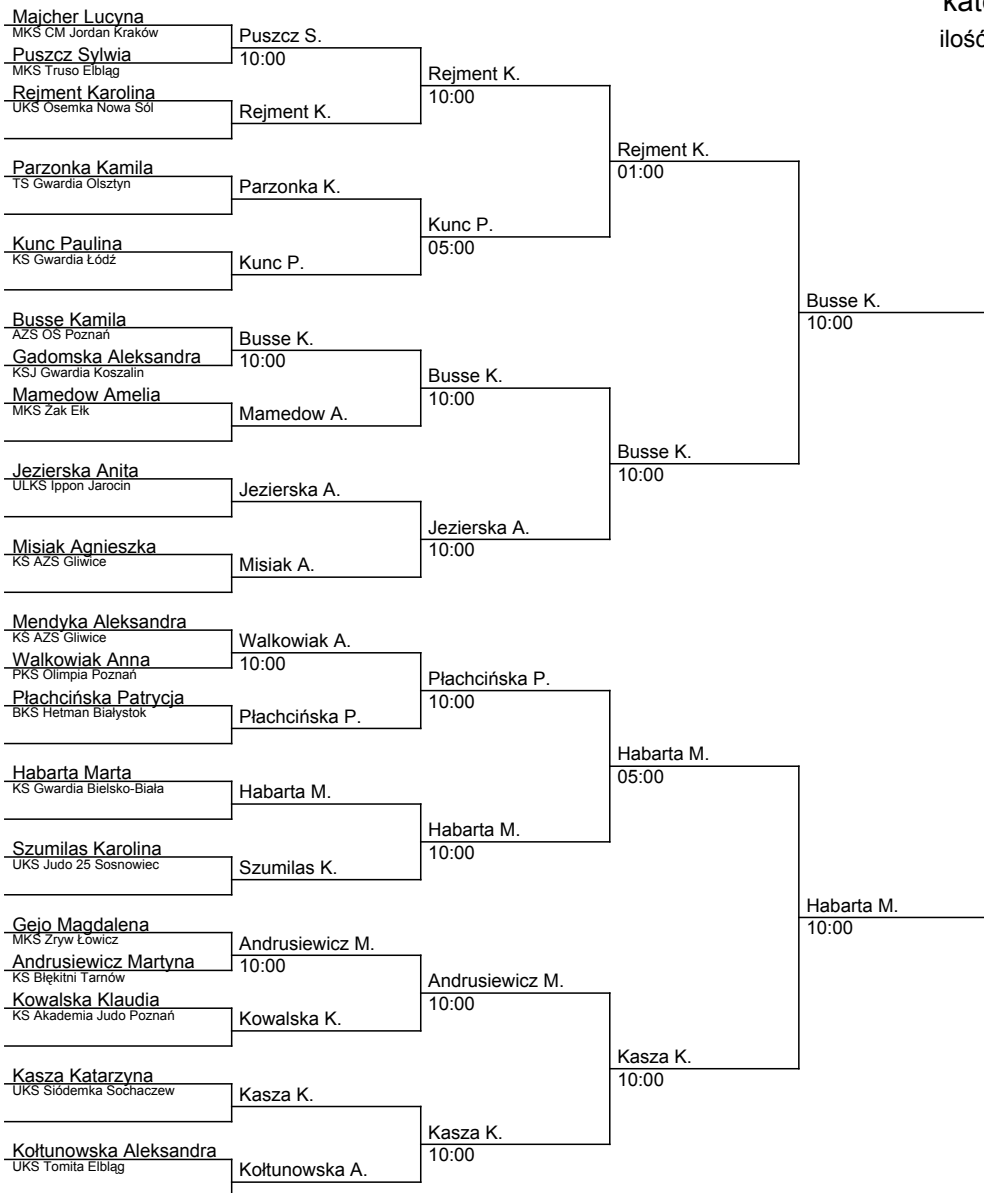 kate
ilość
Majcher Lucyna
MKS CM Jordan Kraków
Puszcz Sylwia
MKS Truso Elbląg
Rejment Karolina
UKS Ósemka Nowa Sól
Parzonka Kamila
TS Gwardia Olsztyn
Kunc Paulina
KS Gwardia Łódź
Busse Kamila
AZS OŚ Poznań
Gadomska Aleksandra
KSJ Gwardia Koszalin
Mamedow Amelia
MKS Żak Ełk
Jezierska Anita
ULKS Ippon Jarocin
Misiak Agnieszka
KS AZS Gliwice
Mendyka Aleksandra
KS AZS Gliwice
Walkowiak Anna
PKS Olimpia Poznań
Płachcińska Patrycja
BKS Hetman Białystok
Habarta Marta
KS Gwardia Bielsko-Biała
Szumilas Karolina
UKS Judo 25 Sosnowiec
Gejo Magdalena
MKS Zryw Łowicz
Andrusiewicz Martyna
KS Błękitni Tarnów
Kowalska Klaudia
KS Akademia Judo Poznań
Kasza Katarzyna
UKS Siódemka Sochaczew
Kołtunowska Aleksandra
UKS Tomita Elbląg
Puszcz S.
10:00
Rejment K.
Parzonka K.
Kunc P.
Busse K.
10:00
Mamedow A.
Jezierska A.
Misiak A.
Walkowiak A.
10:00
Płachcińska P.
Habarta M.
Szumilas K.
Andrusiewicz M.
10:00
Kowalska K.
Kasza K.
Kołtunowska A.
Rejment K.
10:00
Kunc P.
05:00
Busse K.
10:00
Jezierska A.
10:00
Płachcińska P.
10:00
Habarta M.
10:00
Andrusiewicz M.
10:00
Kasza K.
10:00
Rejment K.
01:00
Busse K.
10:00
Habarta M.
05:00
Kasza K.
10:00
Busse K.
10:00
Habarta M.
10:00